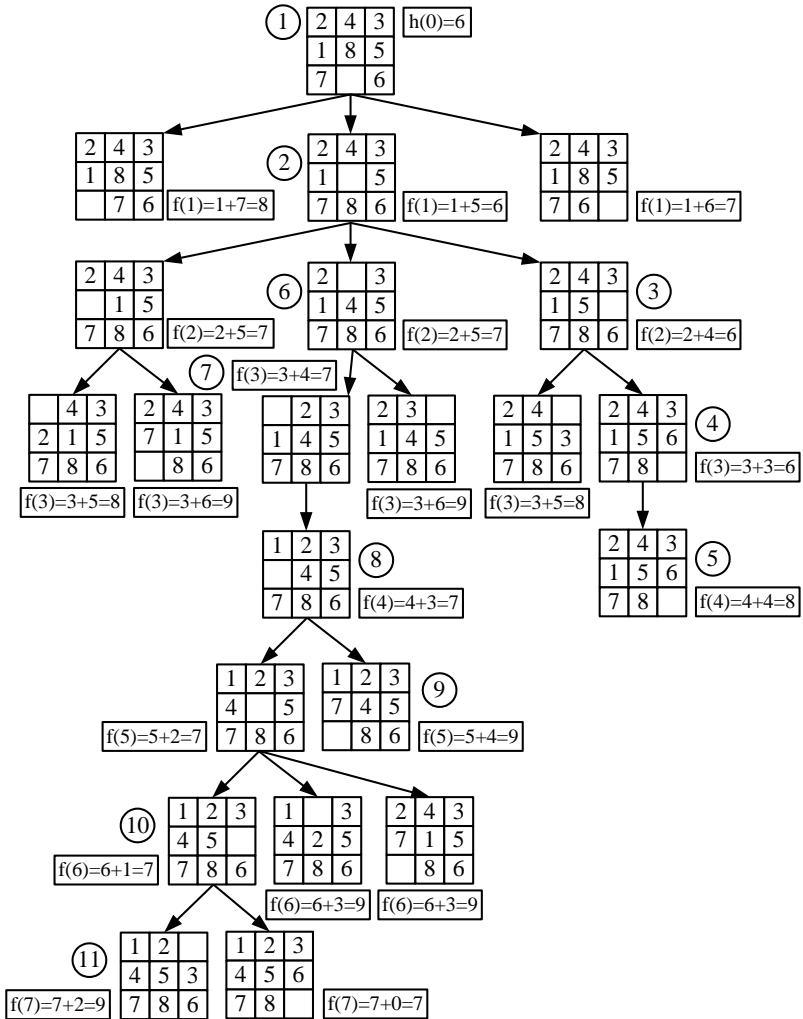 1 2 4 3 h(0)=6
1 8 5
7 6
2 4 3 2 2 4 3 2 4 3
1 8 5 1 5 1 8 5
7 6 f(1)=1+7=8 7 8 6 f(1)=1+5=6 7 6 f(1)=1+6=7
2 4 3 6 2 3 2 4 3 3
1 5 1 4 5 1 5
7 8 6 f(2)=2+5=7 7 8 6 f(2)=2+5=7 7 8 6 f(2)=2+4=6
7 f(3)=3+4=7
4 3 2 4 3 2 3 2 3 2 4 2 4 3 4
2 1 5 7 1 5 1 4 5 1 4 5 1 5 3 1 5 6
7 8 6 8 6 7 8 6 7 8 6 7 8 6 7 8 f(3)=3+3=6
f(3)=3+5=8 f(3)=3+6=9 f(3)=3+6=9 f(3)=3+5=8
1 2 3 8 2 4 3 5
4 5 1 5 6
7 8 6 f(4)=4+3=7 7 8 f(4)=4+4=8
1 2 3 1 2 3 9
4 5 7 4 5
f(5)=5+2=7 7 8 6 8 6 f(5)=5+4=9
10 1 2 3 1 3 2 4 3
4 5 4 2 5 7 1 5
f(6)=6+1=7 7 8 6 7 8 6 8 6
f(6)=6+3=9 f(6)=6+3=9
11 1 2 1 2 3
4 5 3 4 5 6
f(7)=7+2=9 7 8 6 7 8 f(7)=7+0=7